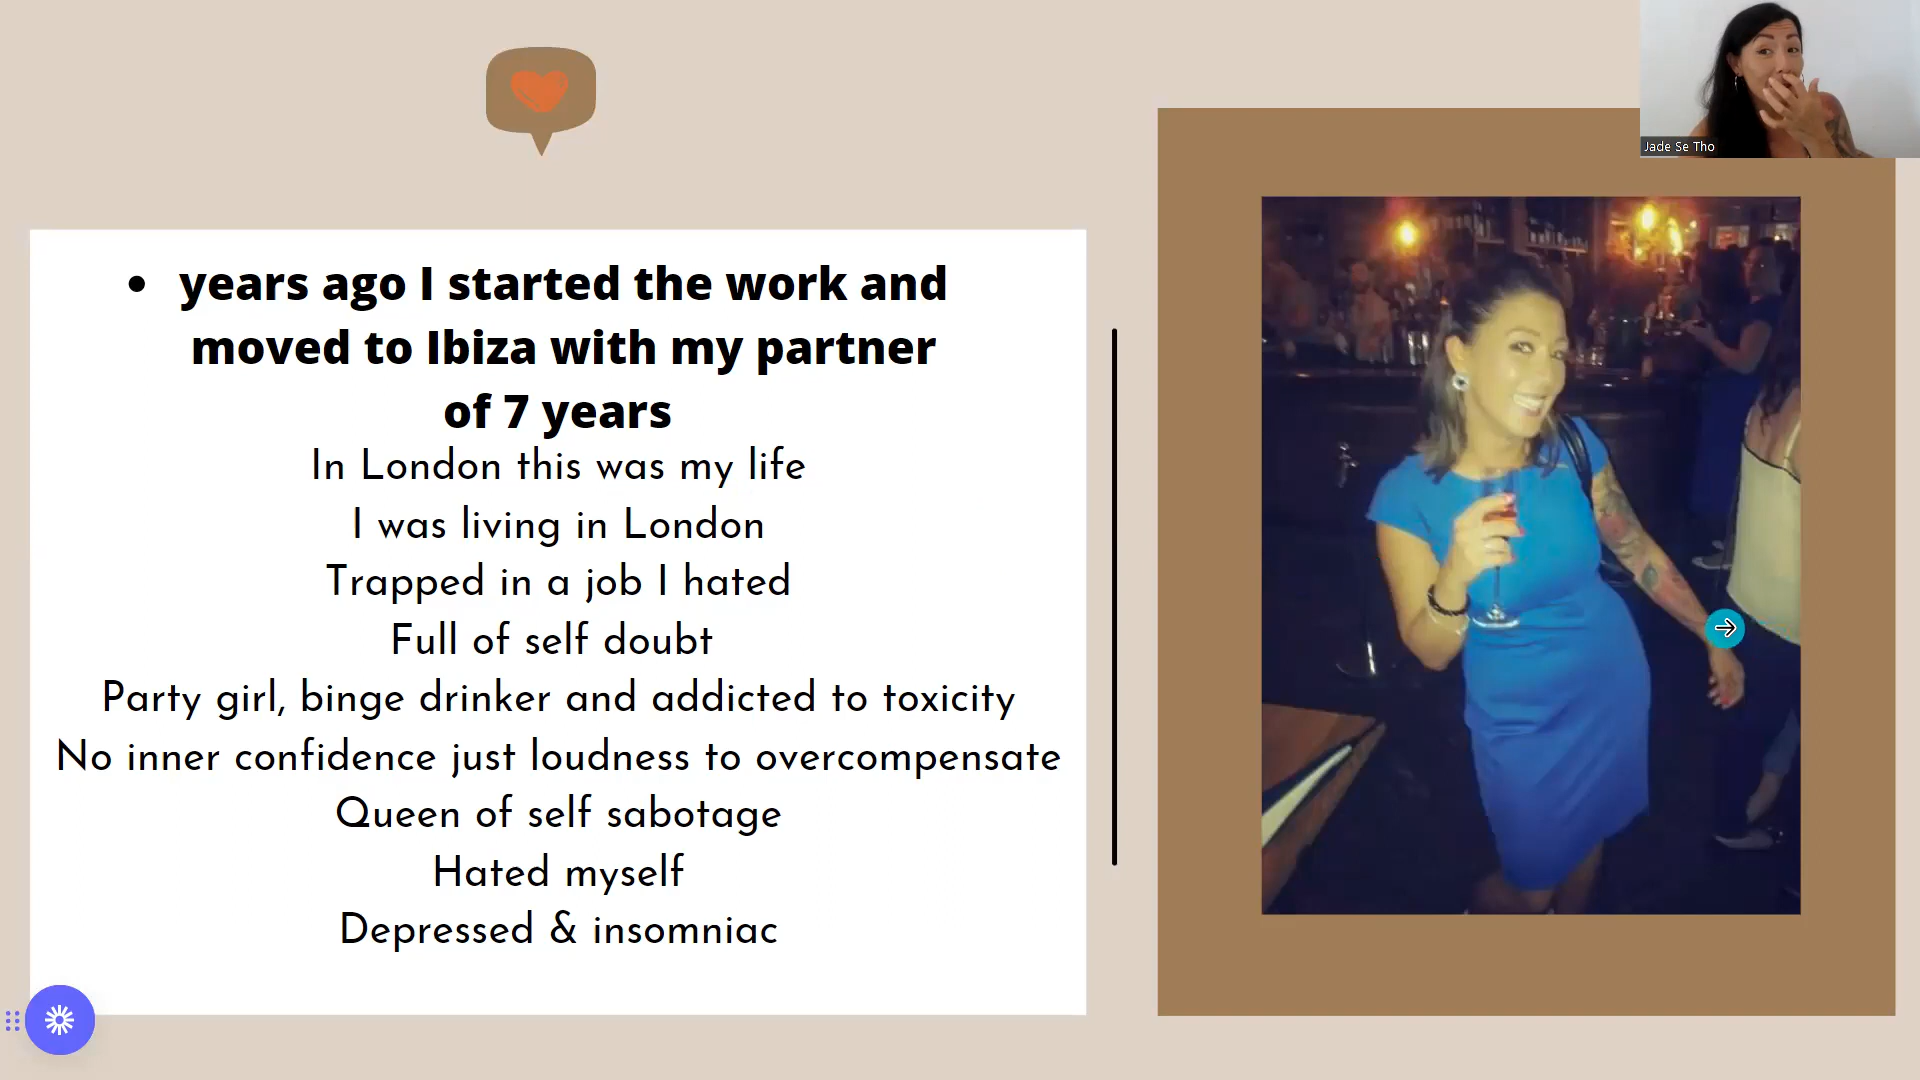 Jade Se Tho
• years ago I started the work and
moved to Ibiza with my partner
of 7 years
In London this was my life
I was living in London
Trapped in a job I hated
Full of self doubt
Party girl, binge drinker and addicted to toxicity
No inner confidence just loudness to overcompensate
Queen of self sabotage
Hated myself
Depressed & insomniac